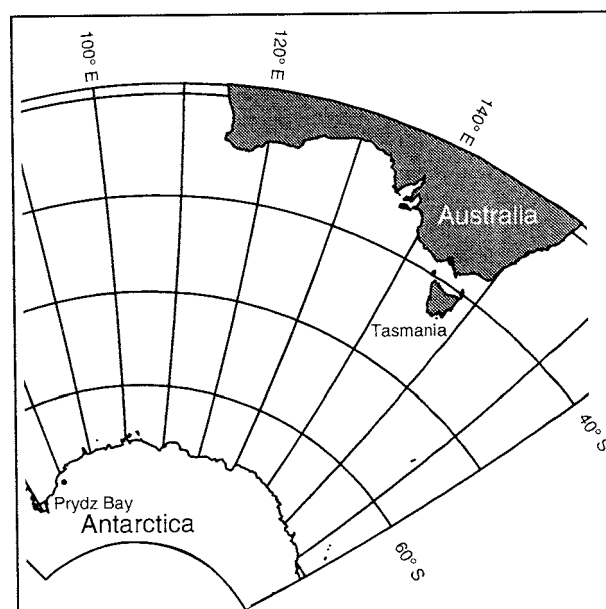 100° E
120° E
140° E
Australia
Tasmania
40° S
Prydz Bay
Antarctica
60° S